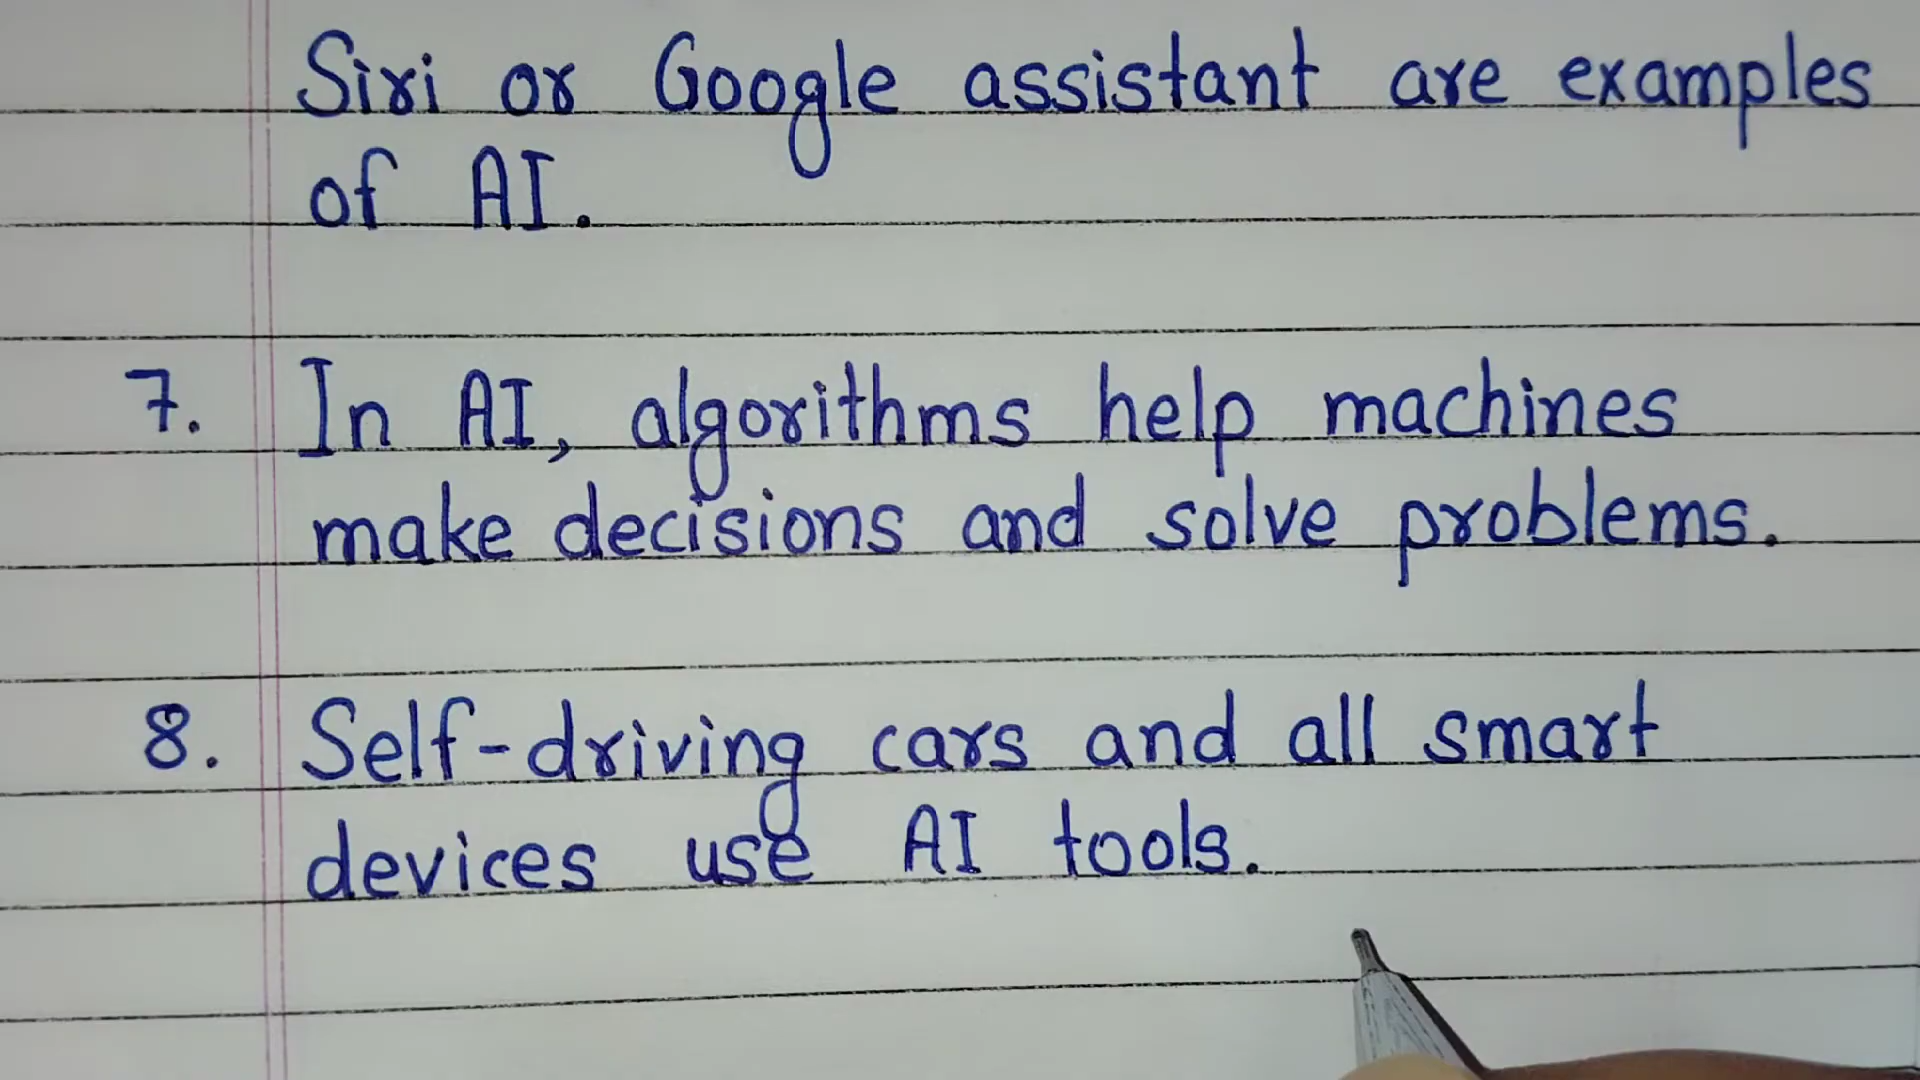 Siri or Google assistant are examples
of AI.
7. In AI, algorithms help machines
make decisions and solve problems.
8. Self-driving cars and all smart
devices use AI tools.